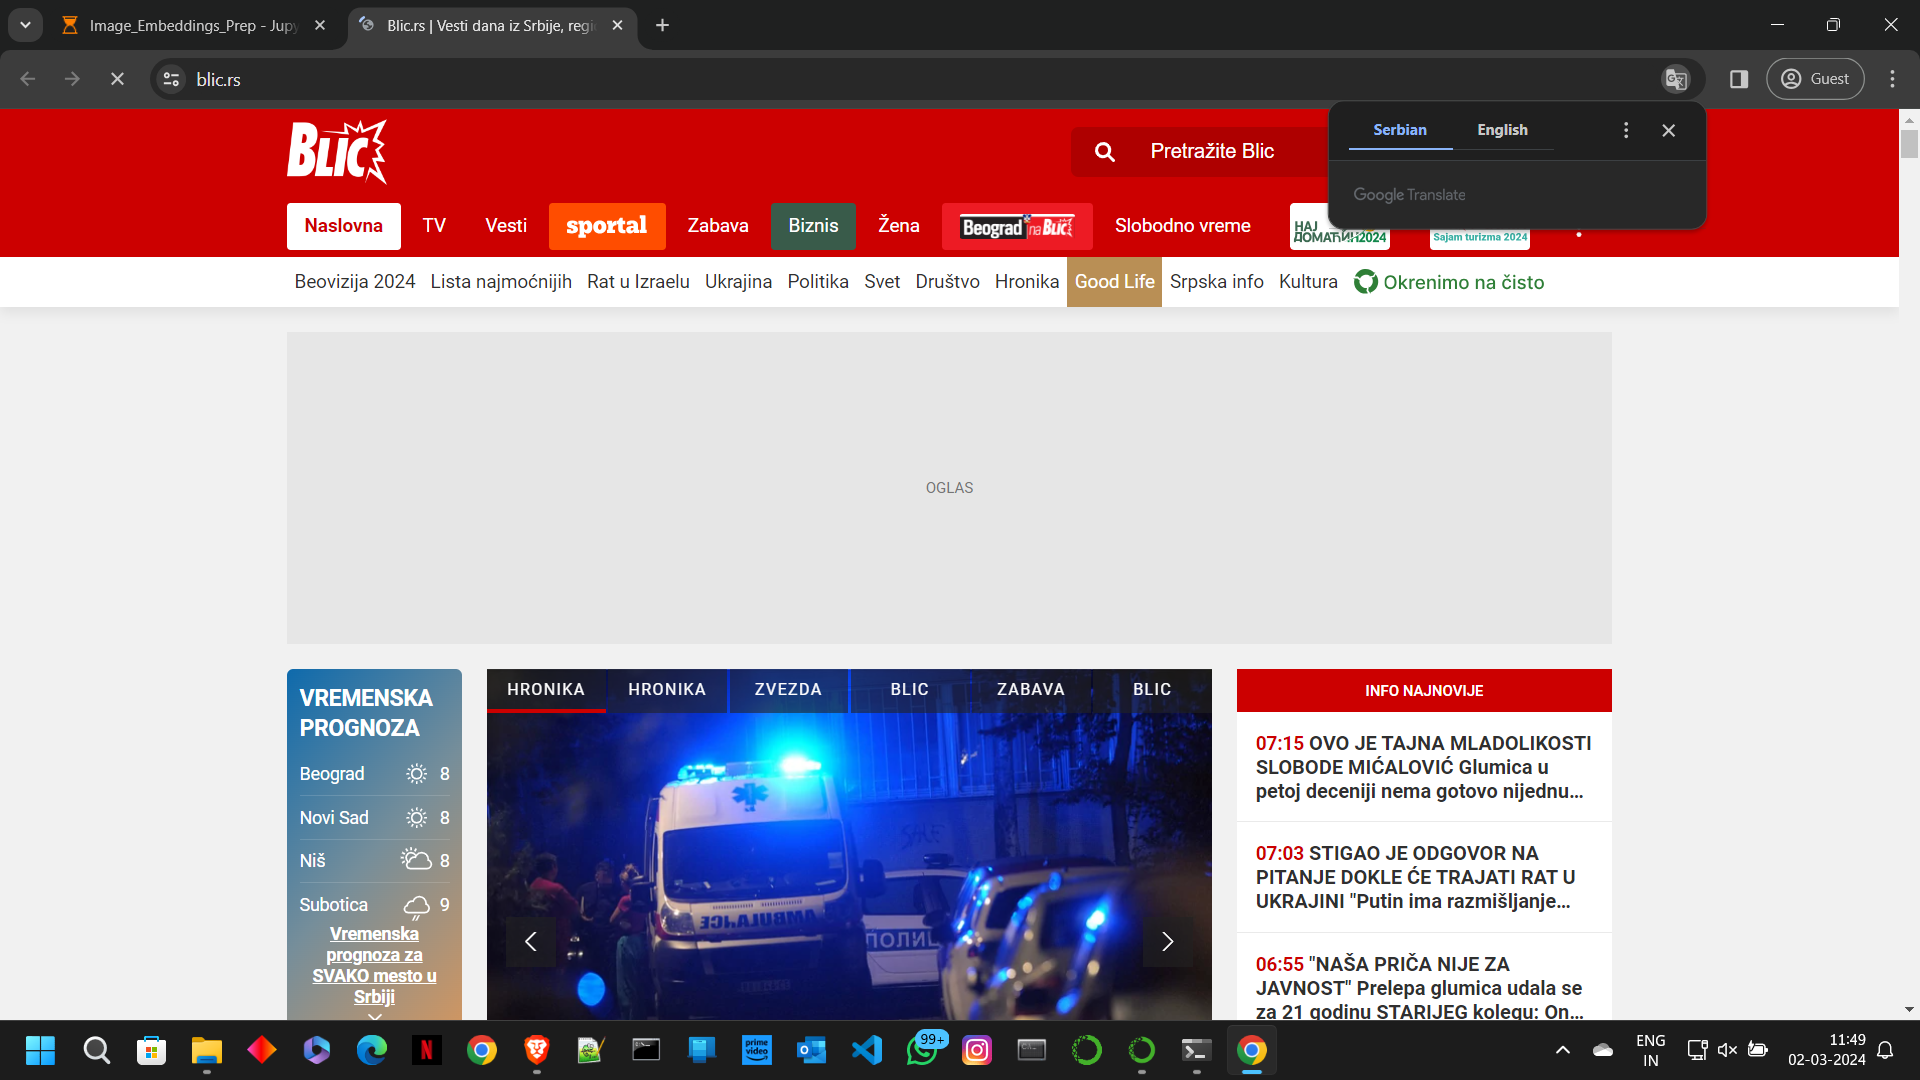 Image_Embeddings_Prep - Jupy
Blic.rs | Vesti dana iz Srbije, regi
blic.rs
Guest
Serbian
English
Google Translate
BLIC
Pretražite Blic
Naslovna
TV
Vesti
sportal
Zabava
Biznis
Žena
Beograd na BLIC
Slobodno vreme
НАЈ
ДОМАЋИН2024
Sajam turizma 2024
Beovizija 2024
Lista najmoćnijih
Rat u Izraelu
Ukrajina
Politika
Svet
Društvo
Hronika
Good Life
Srpska info
Kultura
Okrenimo na čisto
OGLAS
VREMENSKA
PROGNOZA
Beograd 8
Novi Sad 8
Niš 8
Subotica 9
Vremenska
prognoza za
SVAKO mesto u
Srbiji
HRONIKA
HRONIKA
ZVEZDA
BLIC
ZABAVA
BLIC
AMBULANCE
ПОЛИЦ
INFO NAJNOVIJE
07:15 OVO JE TAJNA MLADOLIKOSTI
SLOBODE MIĆALOVIĆ Glumica u
petoj deceniji nema gotovo nijednu...
07:03 STIGAO JE ODGOVOR NA
PITANJE DOKLE ĆE TRAJATI RAT U
UKRAJINI "Putin ima razmišljanje...
06:55 "NAŠA PRIČA NIJE ZA
JAVNOST" Prelepa glumica udala se
za 21 godinu STARIJEG kolegu: On...
prime
video
99+
ENG
IN
11:49
02-03-2024